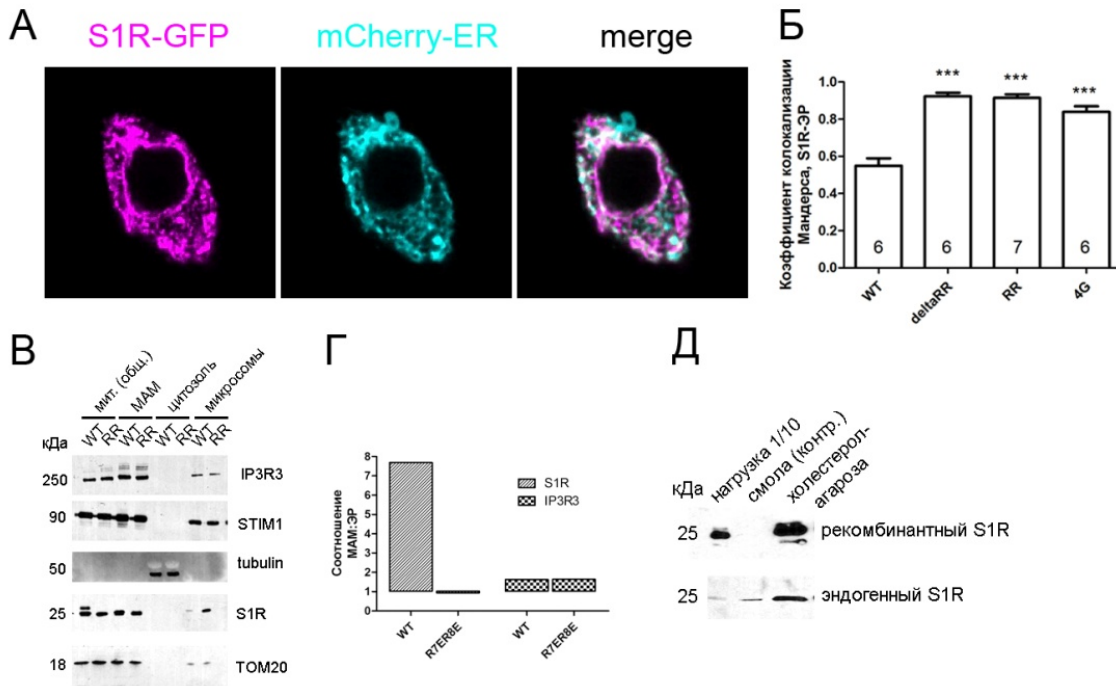 А
S1R-GFP
mCherry-ER
merge
Б
Коэффициент колокализации
Мандерса, S1R-ЭР
1.0
0.8
0.6
0.4
0.2
0.0
***
***
***
6
6
7
6
WT
deltaRR
RR
4G
В
мит. (общ.)
МАМ
цитозоль
микросомы
кДа
WT
RR
WT
RR
WT
RR
WT
RR
250
IP3R3
90
STIM1
50
tubulin
25
S1R
18
TOM20
Г
Соотношение
МАМ:ЭР
8
7
6
5
4
3
2
1
0
S1R
IP3R3
WT
R7ER8E
WT
R7ER8E
Д
кДа
нагрузка 1/10
смола (контр.)
холестерол-
агароза
25
рекомбинантный S1R
25
эндогенный S1R